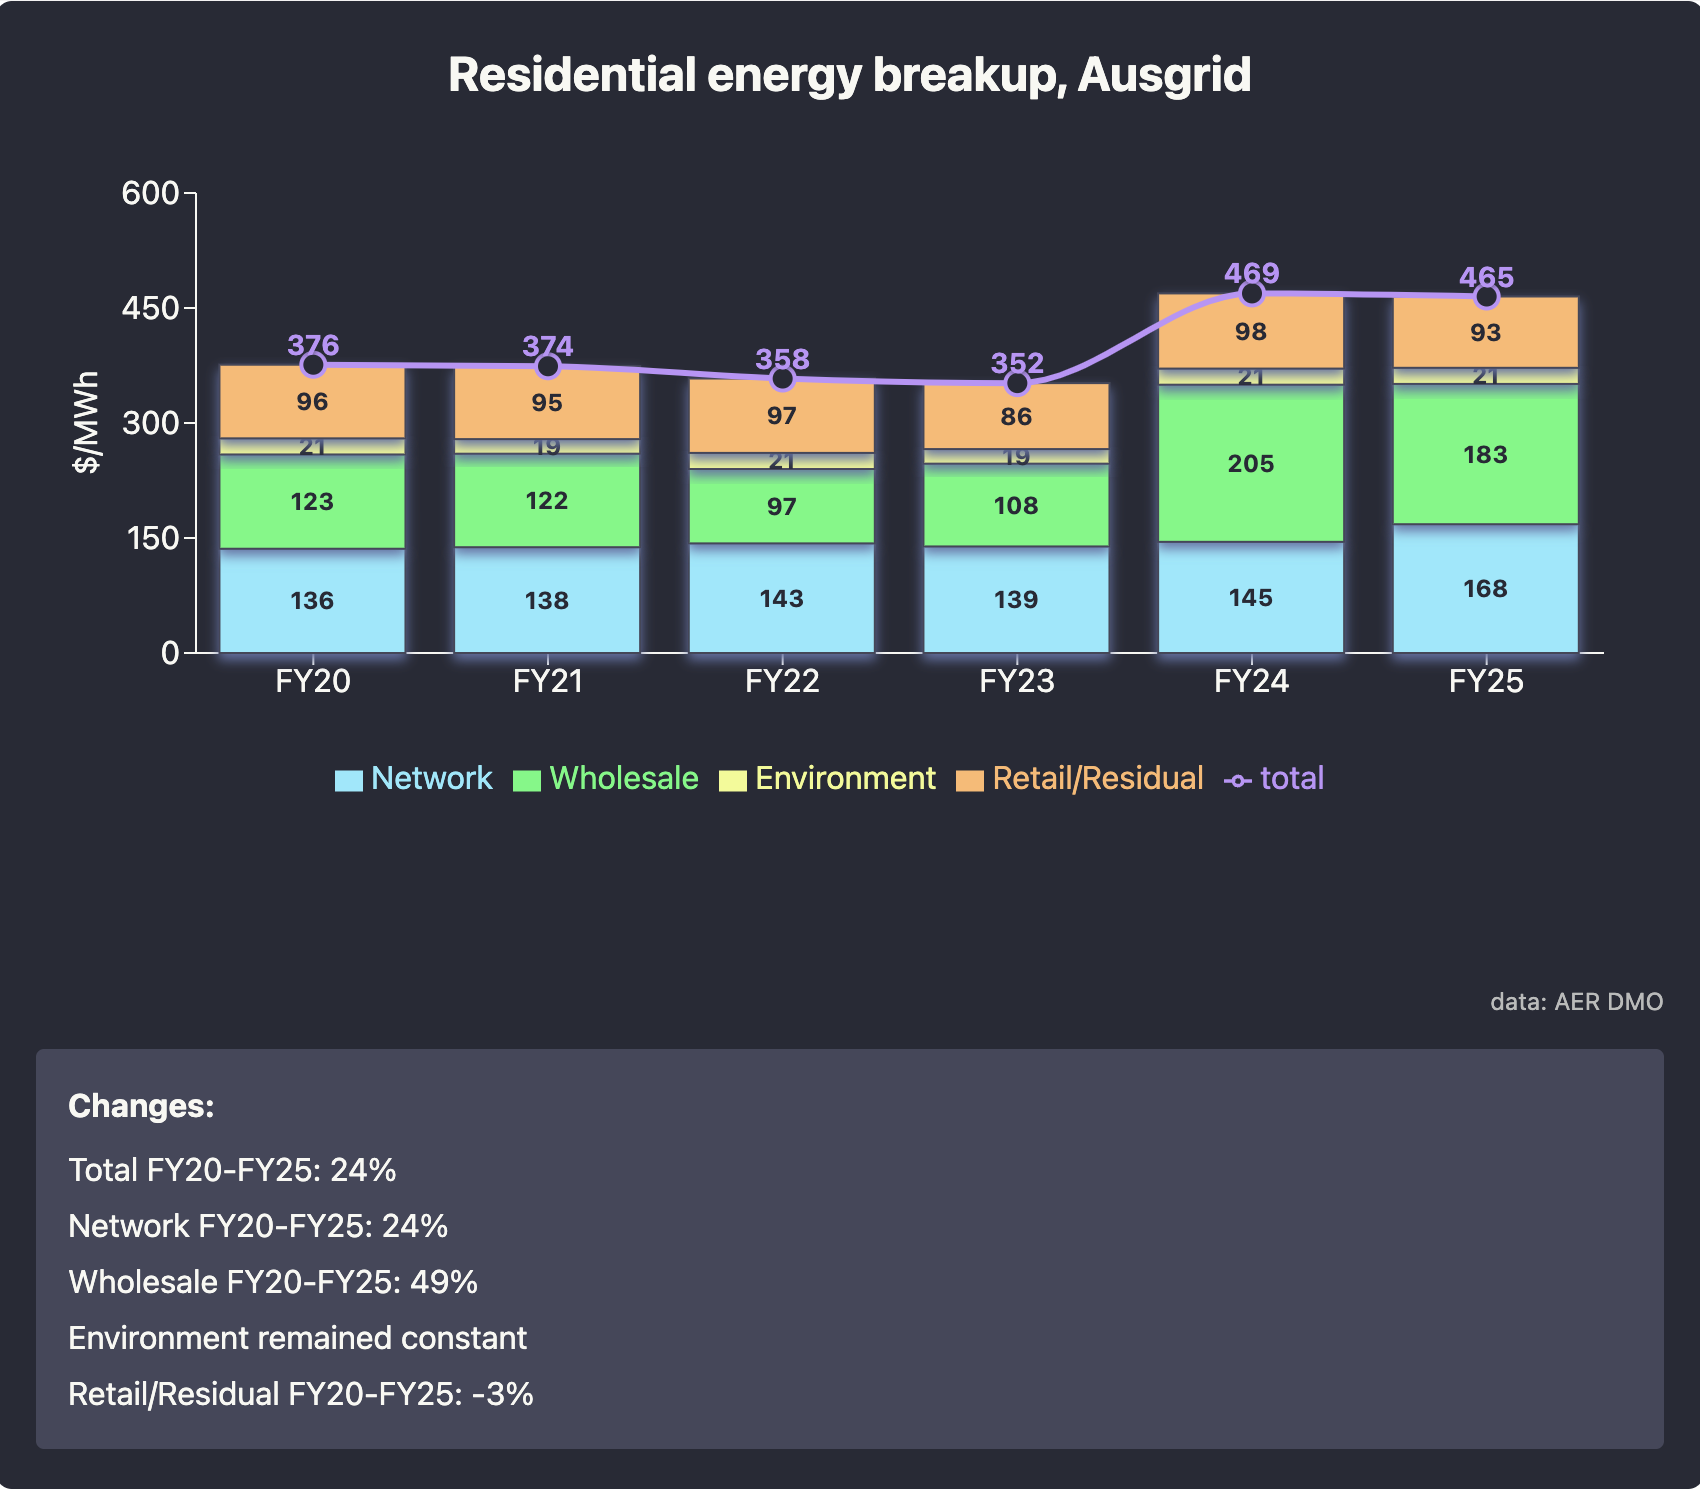 Residential energy breakup, Ausgrid
600
450
300
150
0
$/MWh
376
374
358
352
469
465
96
95
97
86
98
93
21
19
21
19
21
21
123
122
97
108
205
183
136
138
143
139
145
168
FY20
FY21
FY22
FY23
FY24
FY25
Network
Wholesale
Environment
Retail/Residual
total
data: AER DMO
Changes:
Total FY20-FY25: 24%
Network FY20-FY25: 24%
Wholesale FY20-FY25: 49%
Environment remained constant
Retail/Residual FY20-FY25: -3%